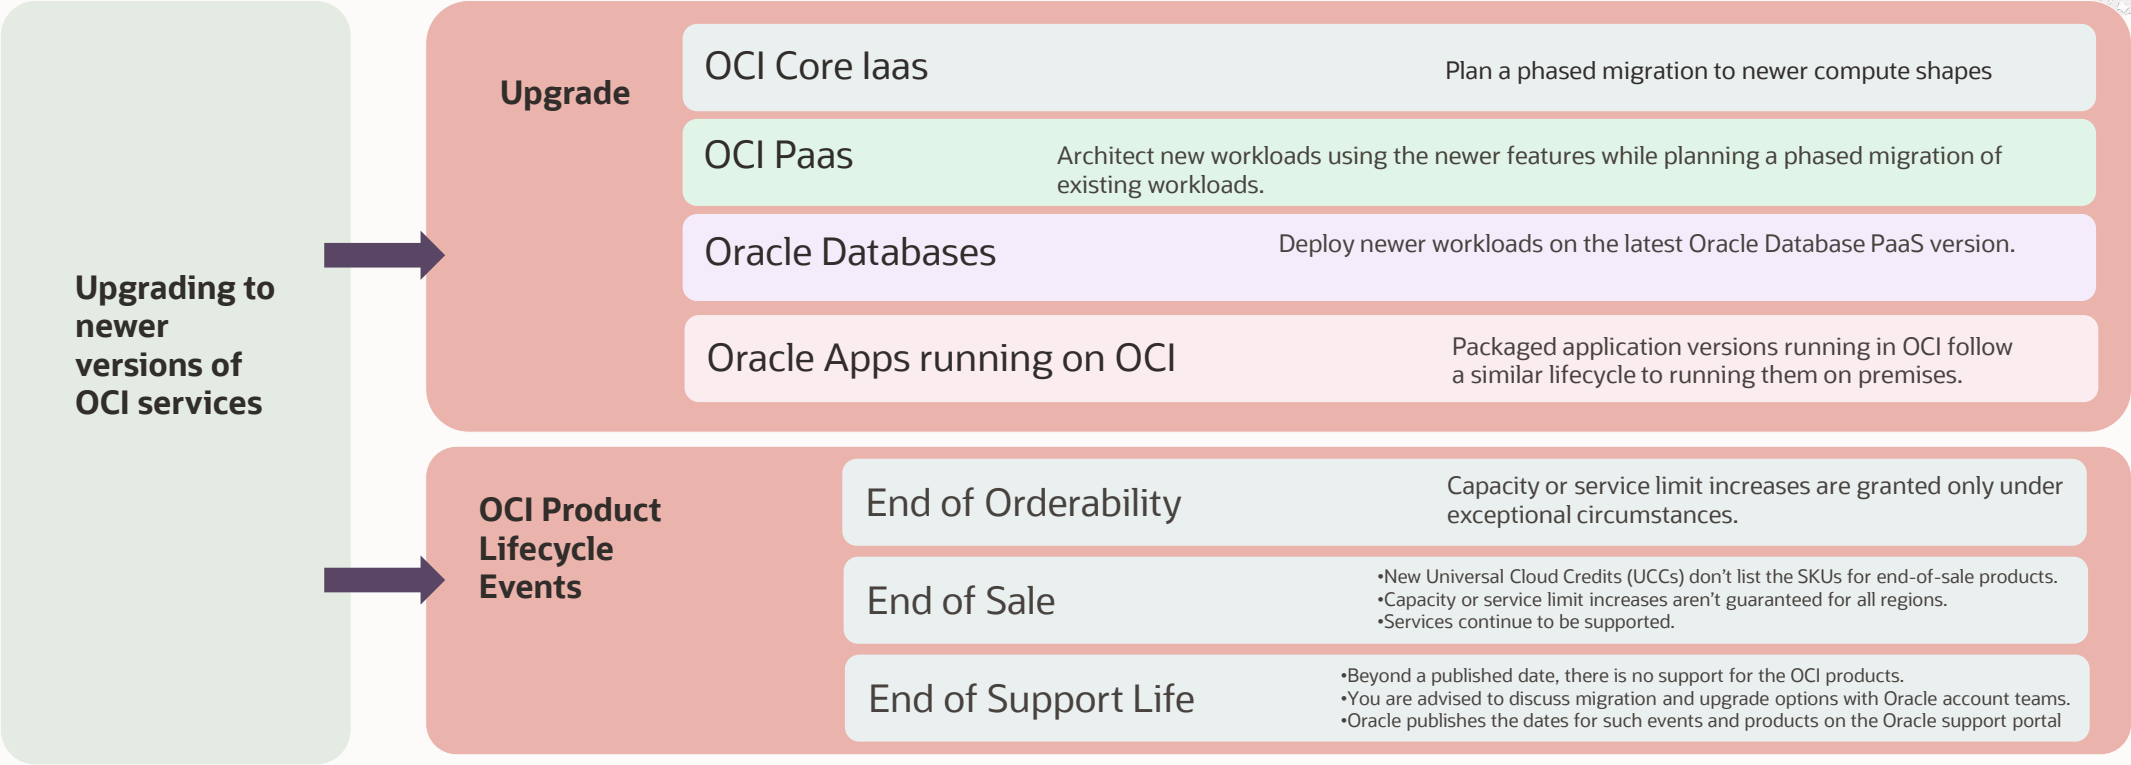 Upgrading to
newer
versions of
OCI services
Upgrade
OCI Core Iaas
Plan a phased migration to newer compute shapes
OCI Paas
Architect new workloads using the newer features while planning a phased migration of
existing workloads.
Oracle Databases
Deploy newer workloads on the latest Oracle Database PaaS version.
Oracle Apps running on OCI
Packaged application versions running in OCI follow
a similar lifecycle to running them on premises.
OCI Product
Lifecycle
Events
End of Orderability
Capacity or service limit increases are granted only under
exceptional circumstances.
End of Sale
•New Universal Cloud Credits (UCCs) don’t list the SKUs for end-of-sale products.
•Capacity or service limit increases aren’t guaranteed for all regions.
•Services continue to be supported.
End of Support Life
•Beyond a published date, there is no support for the OCI products.
•You are advised to discuss migration and upgrade options with Oracle account teams.
•Oracle publishes the dates for such events and products on the Oracle support portal